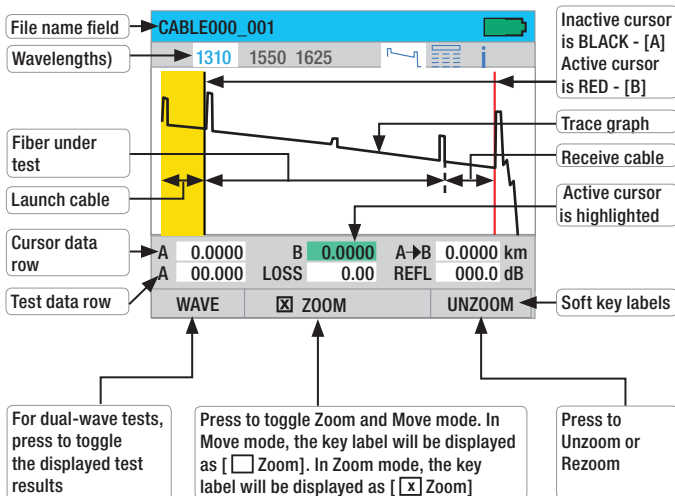 File name field
CABLE000_001
Inactive cursor
is BLACK - [A]
Active cursor
is RED - [B]
Wavelengths)
1310 1550 1625 i
Trace graph
Fiber under
test
Receive cable
Launch cable
Active cursor
is highlighted
Cursor data
row
A 0.0000 B 0.0000 A➔B 0.0000 km
A 00.000 LOSS 0.00 REFL 000.0 dB
Test data row
WAVE [X] ZOOM UNZOOM
Soft key labels
For dual-wave tests,
press to toggle
the displayed test
results
Press to toggle Zoom and Move mode. In
Move mode, the key label will be displayed
as [ ☐ Zoom]. In Zoom mode, the key
label will be displayed as [ [x] Zoom]
Press to
Unzoom or
Rezoom